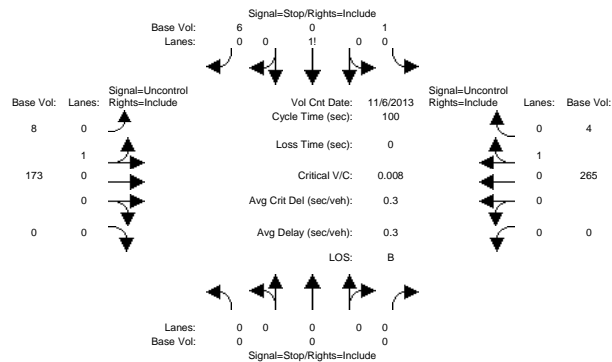 Signal=Stop/Rights=Include
Base Vol: 6 0 1
Lanes: 0 0 1! 0 0
Signal=Uncontrol Signal=Uncontrol
Base Vol: Lanes: Rights=Include Vol Cnt Date: 11/6/2013 Rights=Include Lanes: Base Vol:
Cycle Time (sec): 100
8 0 0 4
Loss Time (sec): 0
1 1
173 0 Critical V/C: 0.008 0 265
0 Avg Crit Del (sec/veh): 0.3 0
0 0 Avg Delay (sec/veh): 0.3 0 0
LOS: B
Lanes: 0 0 0 0 0
Base Vol: 0 0 0
Signal=Stop/Rights=Include